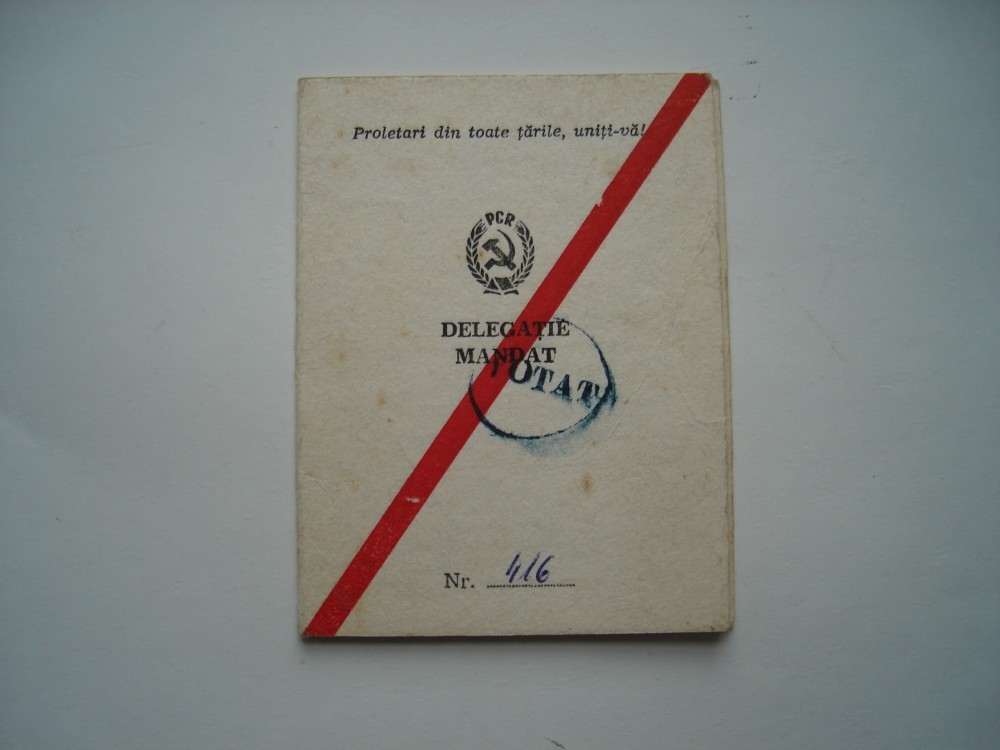 Proletari din toate țările, uniți-vă!
PCR
DELEGAȚIE
MANDAT
VOTAT
Nr. 416